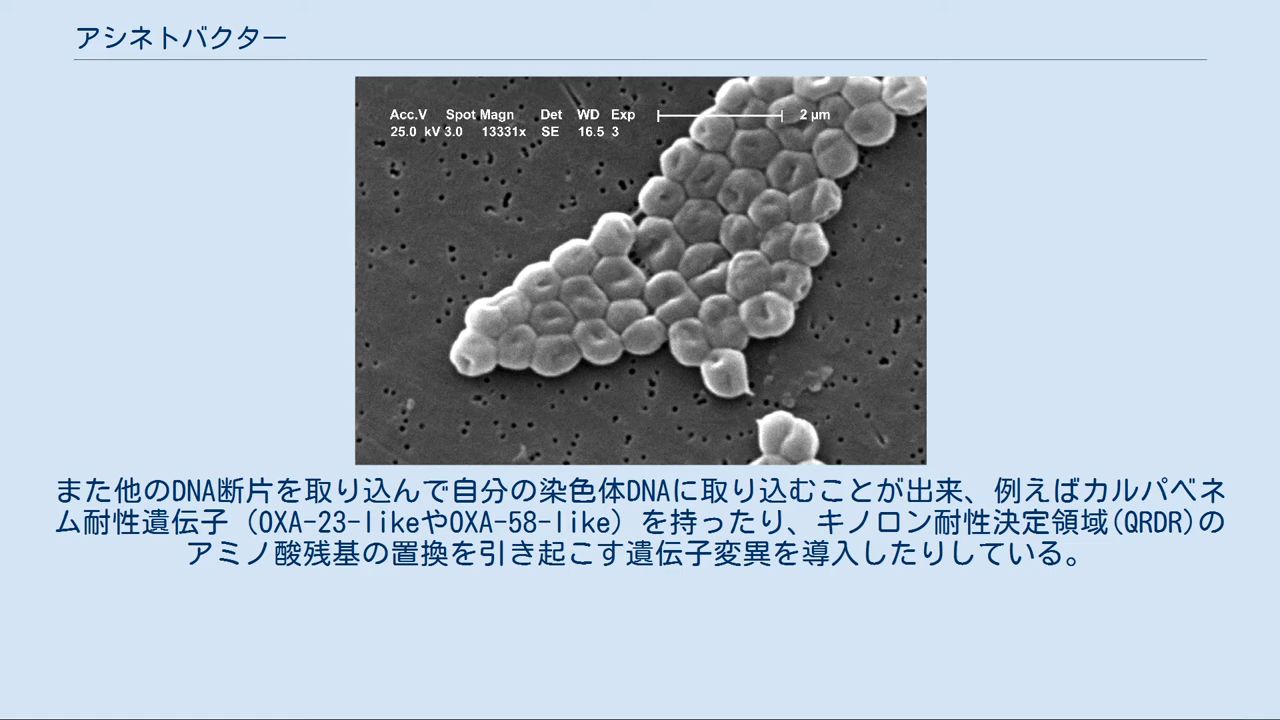 アシネトバクター
Acc.V Spot Magn Det WD Exp 2 µm
25.0 kV 3.0 13331x SE 16.5 3
また他のDNA断片を取り込んで自分の染色体DNAに取り込むことが出来、例えばカルパベネ
ム耐性遺伝子（OXA-23-likeやOXA-58-like）を持ったり、キノロン耐性決定領域(QRDR)の
アミノ酸残基の置換を引き起こす遺伝子変異を導入したりしている。